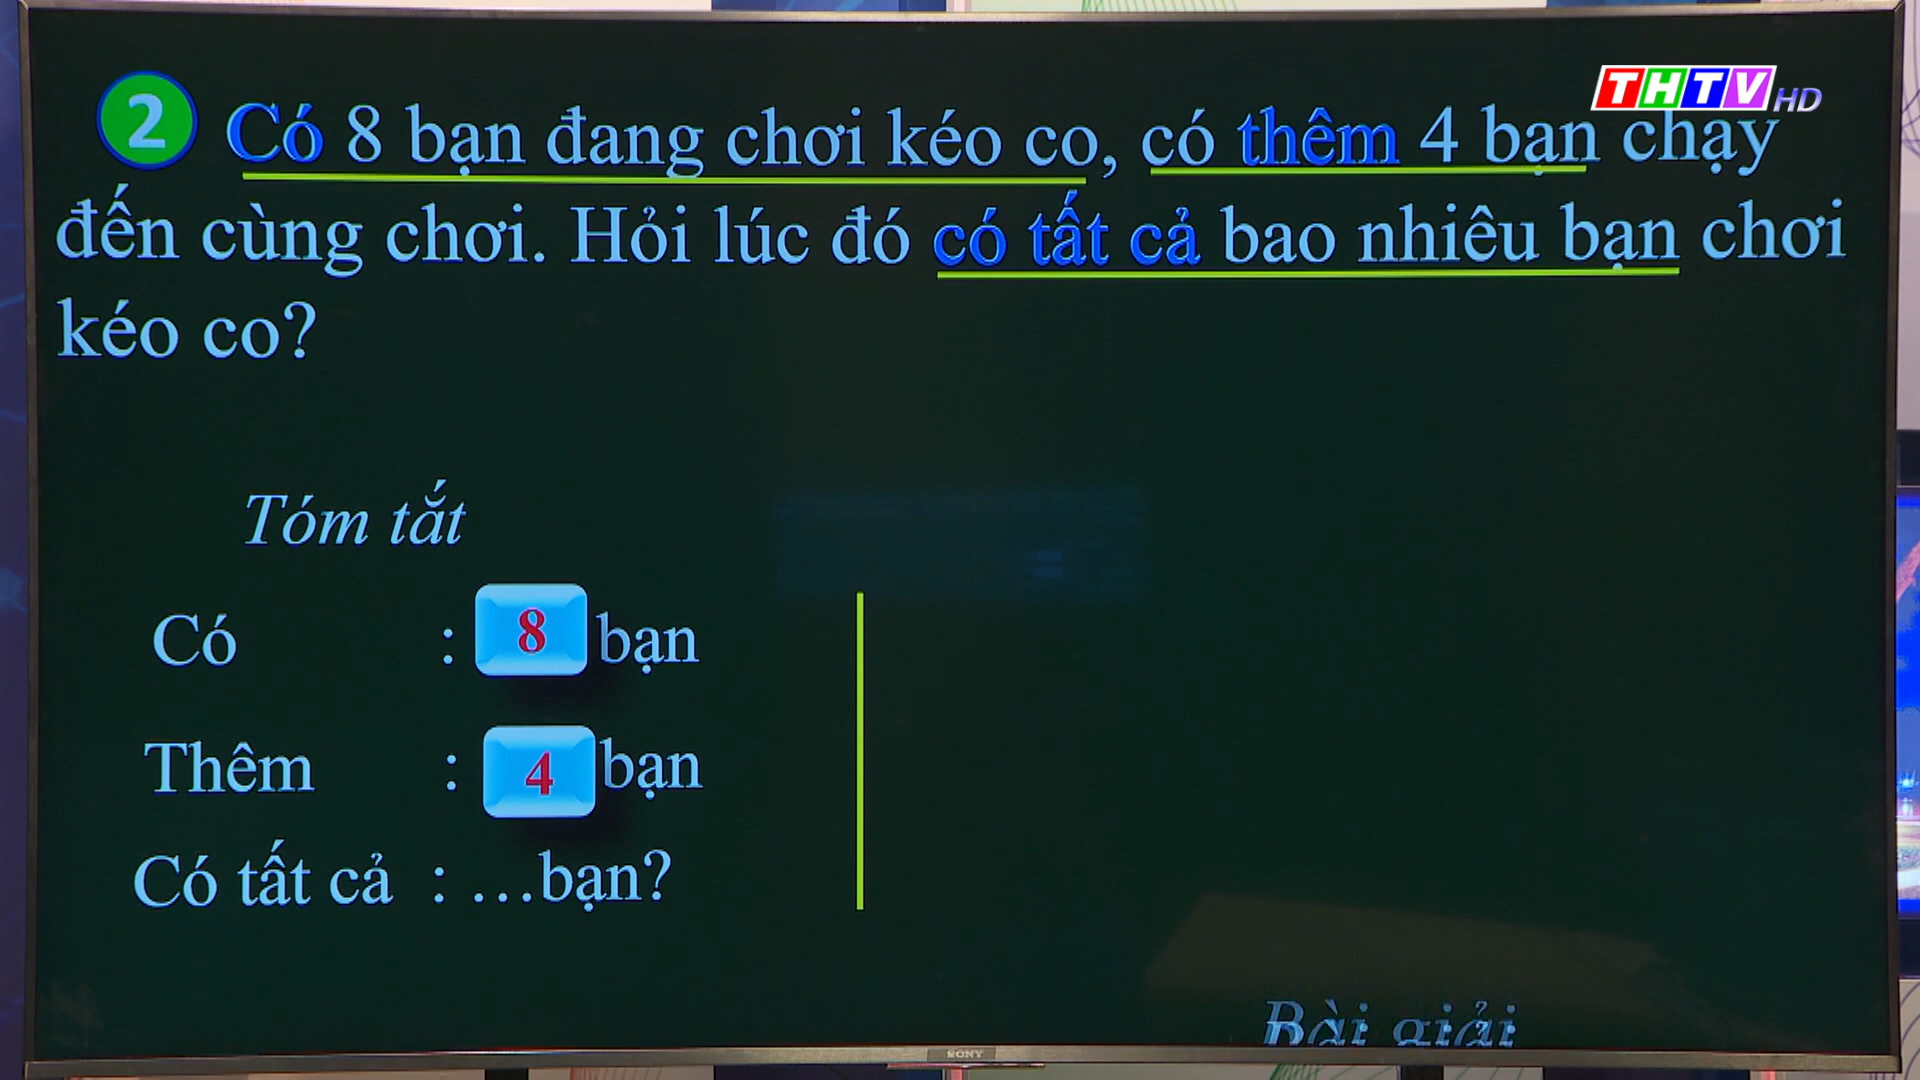 THTV HD
2 Có 8 bạn đang chơi kéo co, có thêm 4 bạn chạy
đến cùng chơi. Hỏi lúc đó có tất cả bao nhiêu bạn chơi
kéo co?
Tóm tắt
Có : 8 bạn
Thêm : 4 bạn
Có tất cả : ...bạn?
Bài giải
SONY